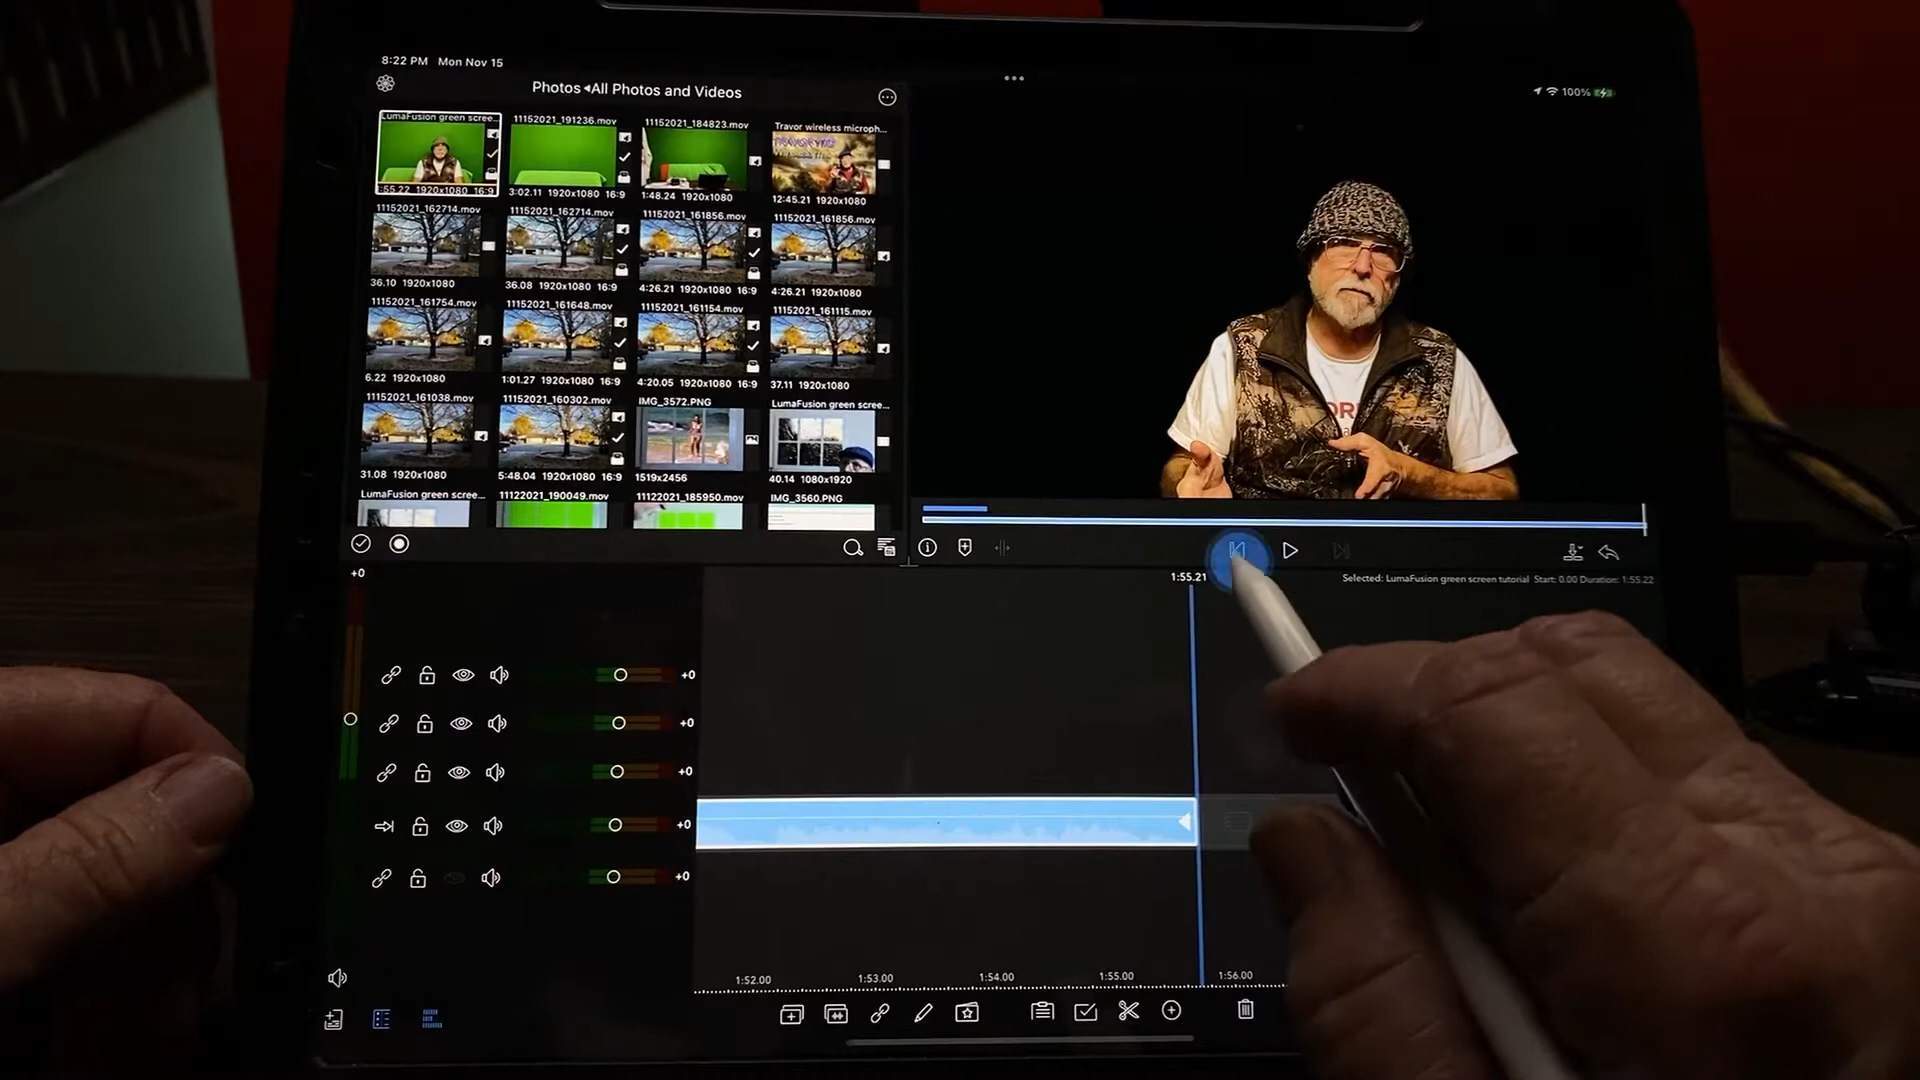 8:22 PM Mon Nov 15
Photos◂All Photos and Videos
100%
LumaFusion green scree...
11152021_191236.mov
11152021_184823.mov
Travor wireless microph...
1:55.22 1920x1080 16:9
3:02.11 1920x1080 16:9
1:48.24 1920x1080
12:45.21 1920x1080
11152021_162714.mov
11152021_162714.mov
11152021_161856.mov
11152021_161856.mov
36.10 1920x1080
36.08 1920x1080 16:9
4:26.21 1920x1080 16:9
4:26.21 1920x1080
11152021_161754.mov
11152021_161648.mov
11152021_161154.mov
11152021_161115.mov
6.22 1920x1080
1:01.27 1920x1080 16:9
4:20.05 1920x1080 16:9
37.11 1920x1080
11152021_161038.mov
11152021_160302.mov
IMG_3572.PNG
LumaFusion green scree...
31.08 1920x1080
5:48.04 1920x1080 16:9
1519x2456
40.14 1080x1920
LumaFusion green scree...
11122021_190049.mov
11122021_185950.mov
IMG_3560.PNG
+0
1:55.21
Selected: LumaFusion green screen tutorial Start: 0.00 Duration: 1:55.22
+0
+0
+0
+0
+0
1:52.00
1:53.00
1:54.00
1:55.00
1:56.00